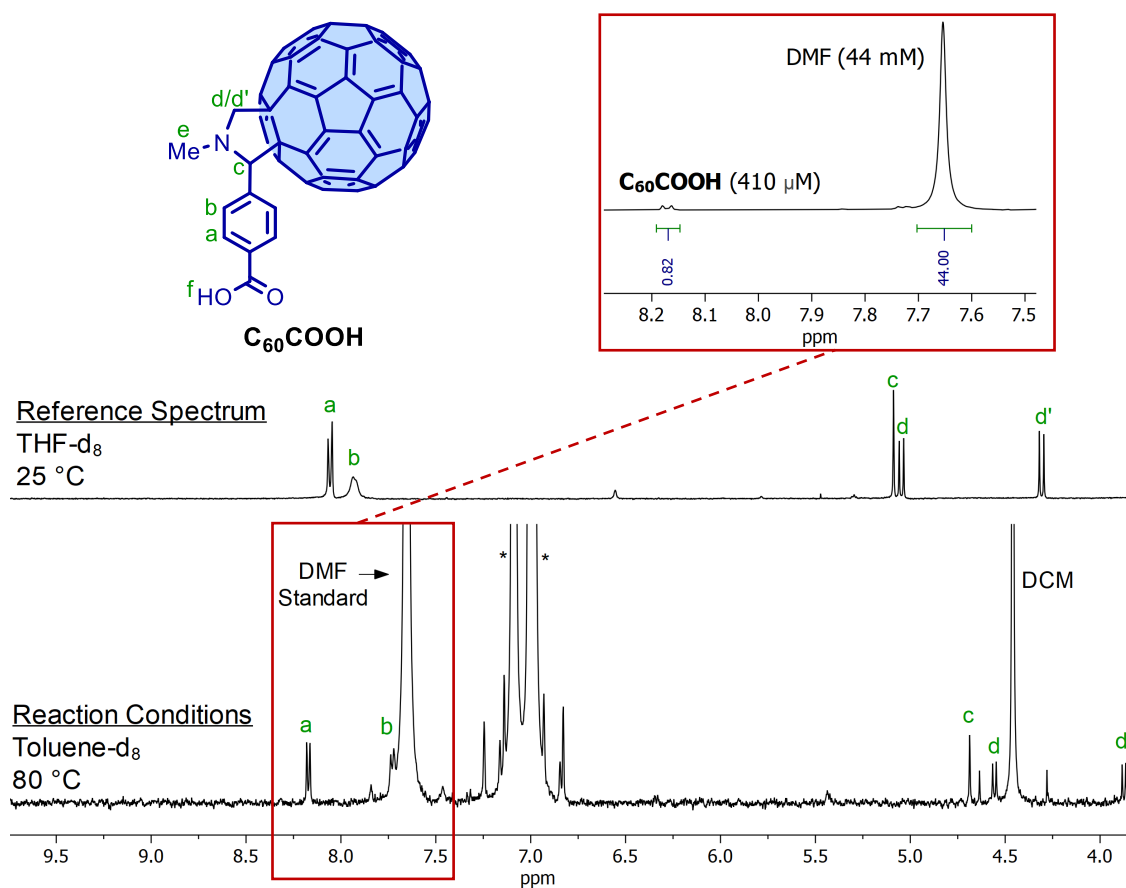 d/d'
e
Me
N
c
b
a
f
HO
O
C₆₀COOH
DMF (44 mM)
C₆₀COOH (410 µM)
0.82
44.00
8.2 8.1 8.0 7.9 7.8 7.7 7.6 7.5
ppm
Reference Spectrum
THF-d₈
25 °C
a
b
c
d
d'
DMF
Standard
*
*
DCM
Reaction Conditions
Toluene-d₈
80 °C
a
b
c
d
d
9.5 9.0 8.5 8.0 7.5 7.0 6.5 6.0 5.5 5.0 4.5 4.0
ppm